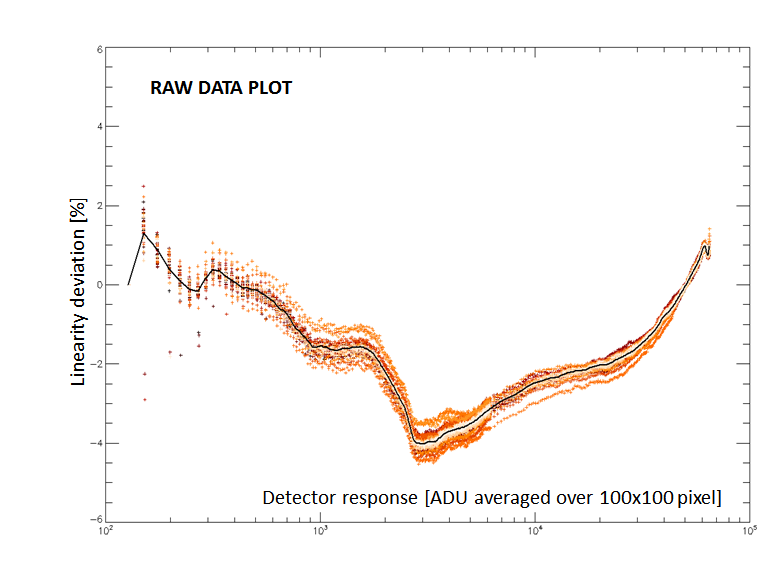 6
RAW DATA PLOT
4
2
0
−2
−4
−6
Linearity deviation [%]
Detector response [ADU averaged over 100x100 pixel]
10² 10³ 10⁴ 10⁵